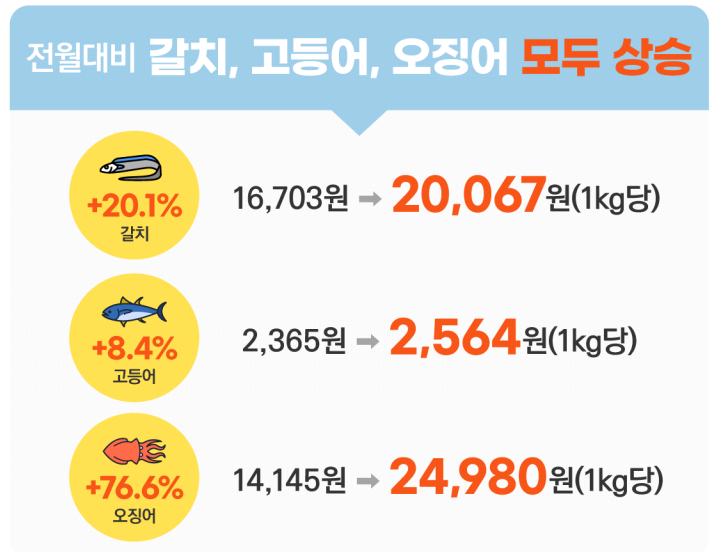 전월대비 갈치, 고등어, 오징어 모두 상승
+20.1%
갈치
16,703원 ➡ 20,067원(1kg당)
+8.4%
고등어
2,365원 ➡ 2,564원(1kg당)
+76.6%
오징어
14,145원 ➡ 24,980원(1kg당)